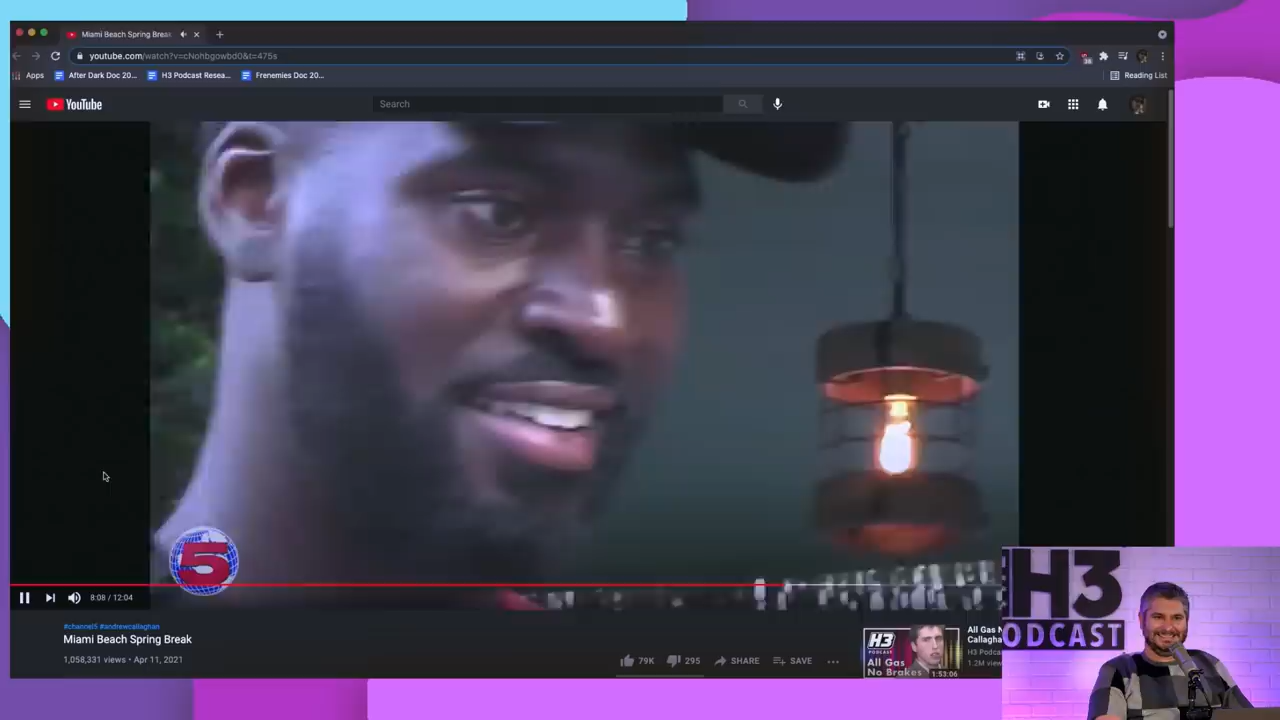 Miami Beach Spring Break
youtube.com/watch?v=cNohbgowbd0&t=475s
Apps
After Dark Doc 20...
H3 Podcast Resea...
Frenemies Doc 20...
Reading List
YouTube
Search
5
8:08 / 12:04
#channel5 #andrewcallaghan
Miami Beach Spring Break
1,058,331 views • Apr 11, 2021
79K
295
SHARE
SAVE
H3
PODCAST
All Gas
No Brakes
1:53:06
All Gas N
Callagha
H3 Podca
1.2M view
H3
ODCAST